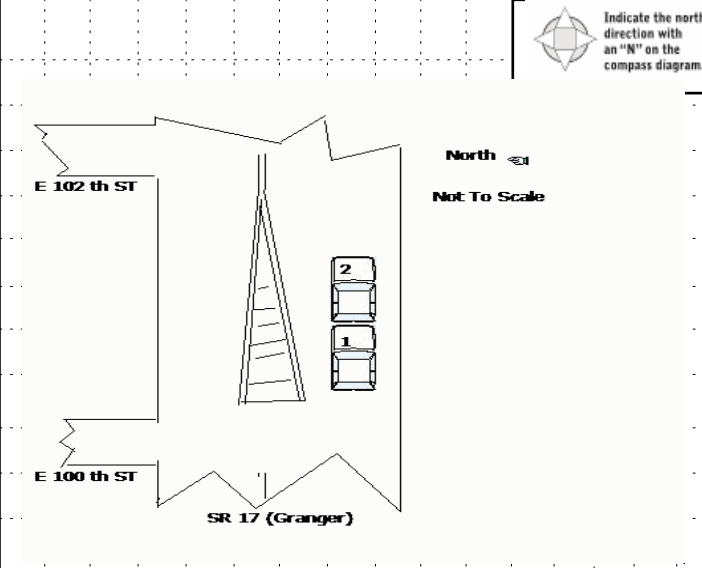 Indicate the north
direction with
an “N” on the
compass diagram.
North
E 102 th ST
Not To Scale
2
1
E 100 th ST
SR 17 (Granger)